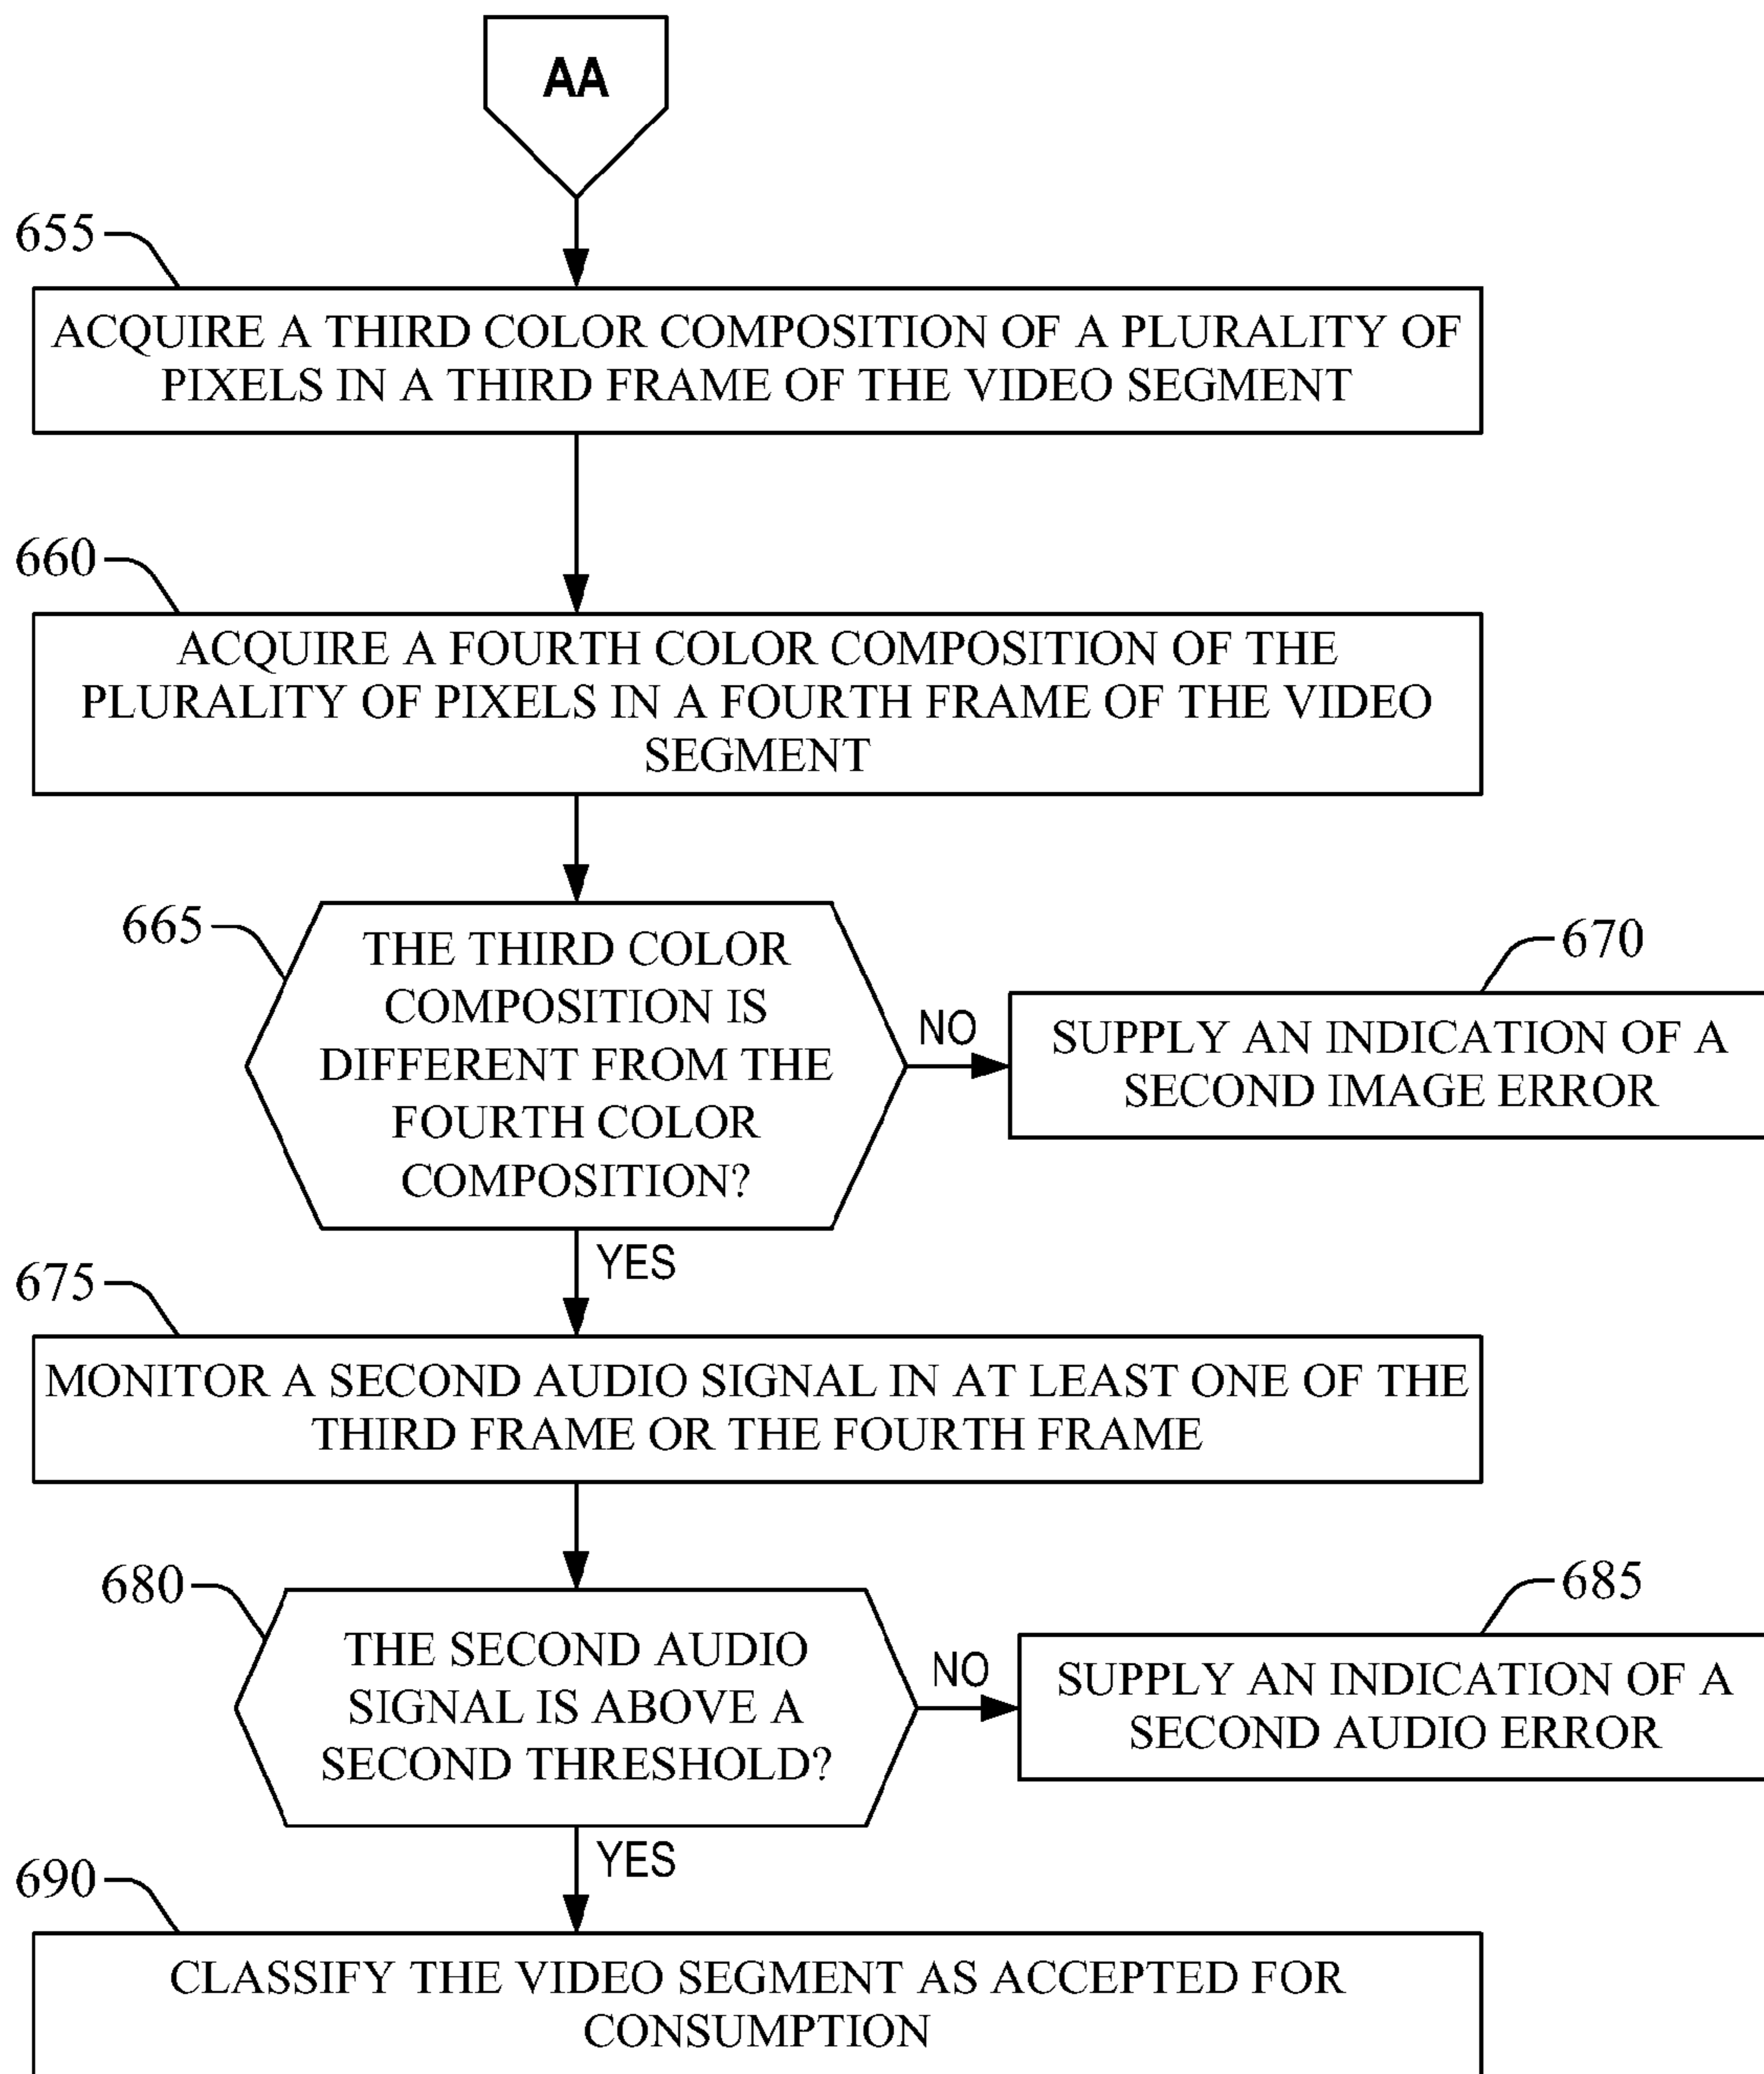 AA
655
ACQUIRE A THIRD COLOR COMPOSITION OF A PLURALITY OF
PIXELS IN A THIRD FRAME OF THE VIDEO SEGMENT
660
ACQUIRE A FOURTH COLOR COMPOSITION OF THE
PLURALITY OF PIXELS IN A FOURTH FRAME OF THE VIDEO
SEGMENT
665
THE THIRD COLOR
COMPOSITION IS
DIFFERENT FROM THE
FOURTH COLOR
COMPOSITION?
NO
670
SUPPLY AN INDICATION OF A
SECOND IMAGE ERROR
YES
675
MONITOR A SECOND AUDIO SIGNAL IN AT LEAST ONE OF THE
THIRD FRAME OR THE FOURTH FRAME
680
THE SECOND AUDIO
SIGNAL IS ABOVE A
SECOND THRESHOLD?
NO
685
SUPPLY AN INDICATION OF A
SECOND AUDIO ERROR
YES
690
CLASSIFY THE VIDEO SEGMENT AS ACCEPTED FOR
CONSUMPTION